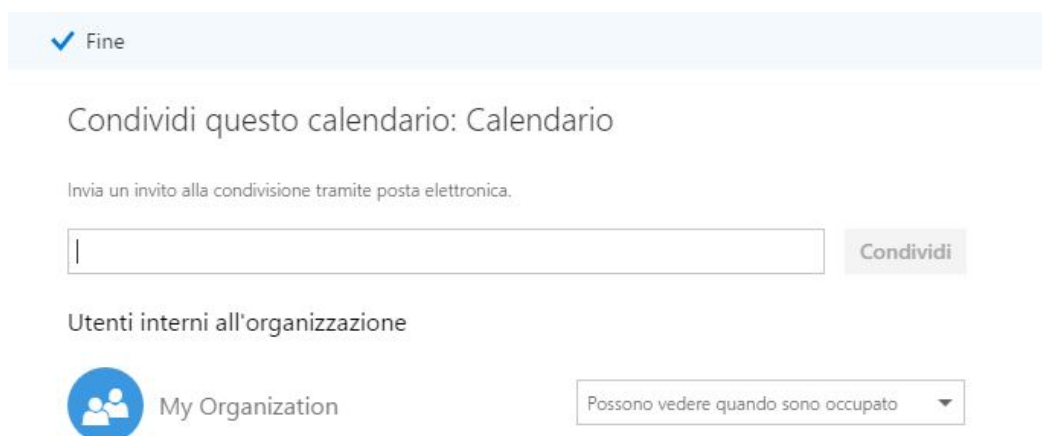 Fine
Condividi questo calendario: Calendario
Invia un invito alla condivisione tramite posta elettronica.
Condividi
Utenti interni all'organizzazione
My Organization
Possono vedere quando sono occupato